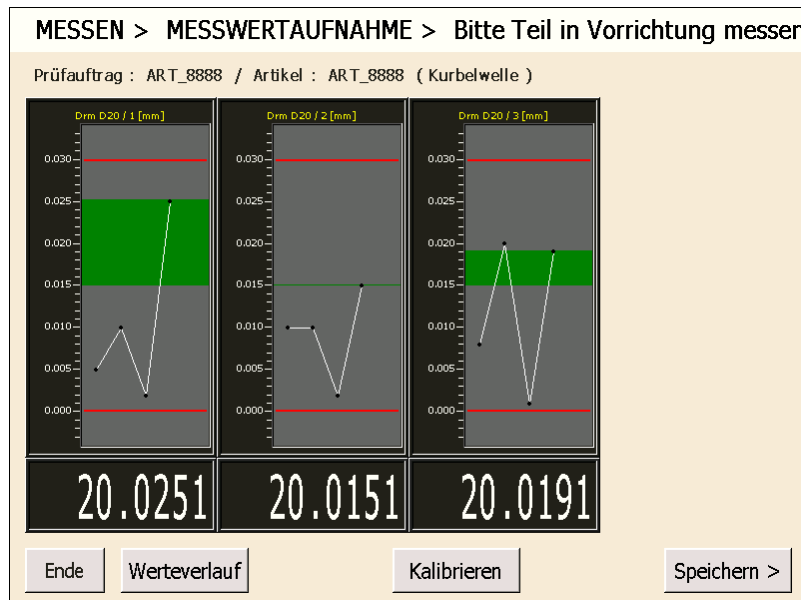 MESSEN > MESSWERTAUFNAHME > Bitte Teil in Vorrichtung messen
Prüfauftrag : ART_8888 / Artikel : ART_8888 ( Kurbelwelle )
Drm D20 / 1 [mm] Drm D20 / 2 [mm] Drm D20 / 3 [mm]
0.030 0.030 0.030
0.025 0.025 0.025
0.020 0.020 0.020
0.015 0.015 0.015
0.010 0.010 0.010
0.005 0.005 0.005
0.000 0.000 0.000
20.0251 20.0151 20.0191
Ende Werteverlauf Kalibrieren Speichern >